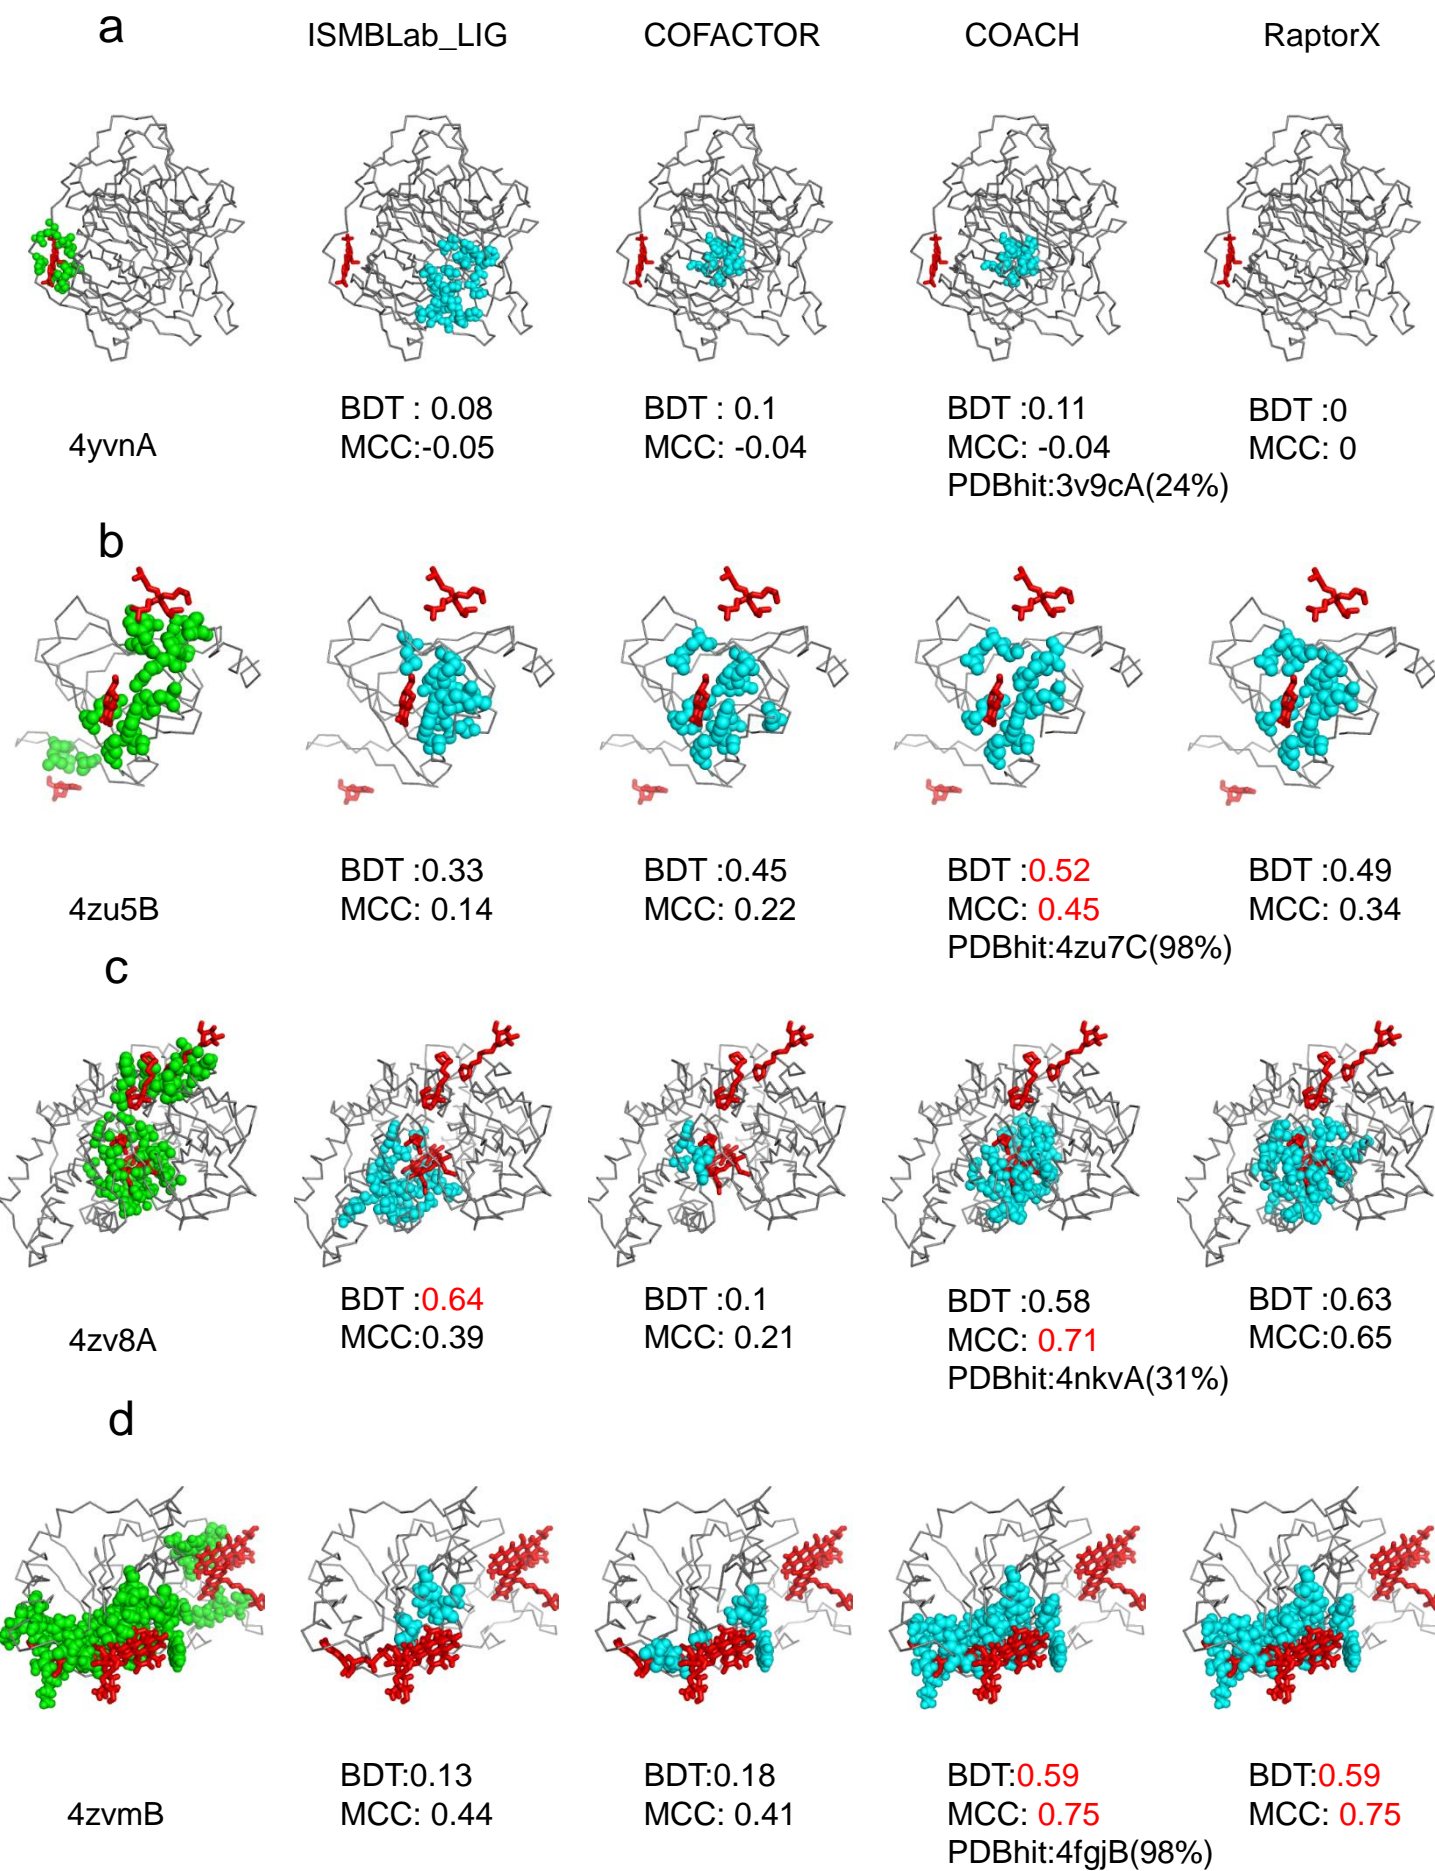 a
ISMBLab_LIG
COFACTOR
COACH
RaptorX
4yvnA
BDT : 0.08
MCC:-0.05
BDT : 0.1
MCC: -0.04
BDT :0.11
MCC: -0.04
PDBhit:3v9cA(24%)
BDT :0
MCC: 0
b
4zu5B
BDT :0.33
MCC: 0.14
BDT :0.45
MCC: 0.22
BDT :0.52
MCC: 0.45
PDBhit:4zu7C(98%)
BDT :0.49
MCC: 0.34
c
4zv8A
BDT :0.64
MCC:0.39
BDT :0.1
MCC: 0.21
BDT :0.58
MCC: 0.71
PDBhit:4nkvA(31%)
BDT :0.63
MCC:0.65
d
4zvmB
BDT:0.13
MCC: 0.44
BDT:0.18
MCC: 0.41
BDT:0.59
MCC: 0.75
PDBhit:4fgjB(98%)
BDT:0.59
MCC: 0.75